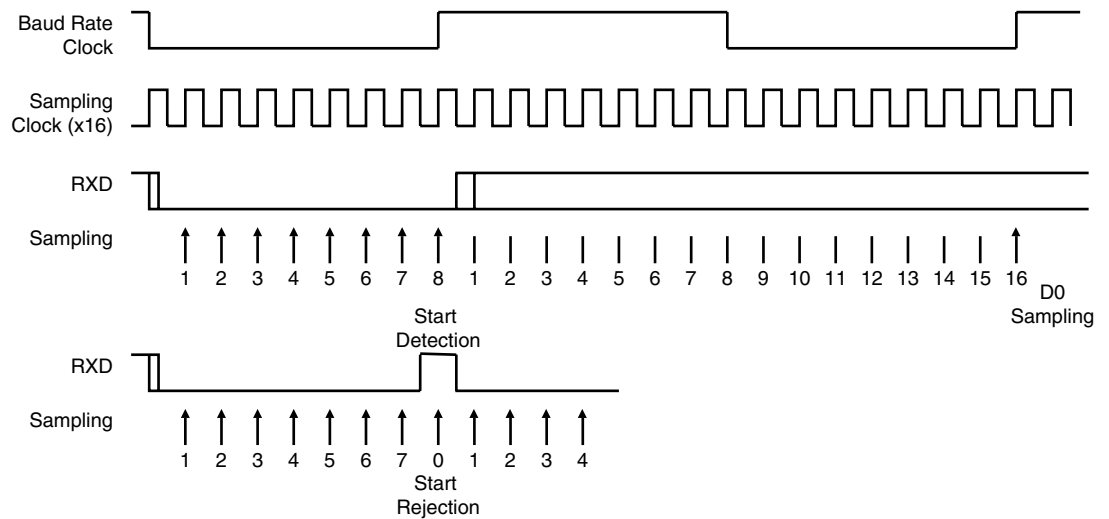 Baud Rate
Clock
Sampling
Clock (x16)
RXD
Sampling
1 2 3 4 5 6 7 8 1 2 3 4 5 6 7 8 9 10 11 12 13 14 15 16
D0
Sampling
Start
Detection
RXD
Sampling
1 2 3 4 5 6 7 0 1 2 3 4
Start
Rejection